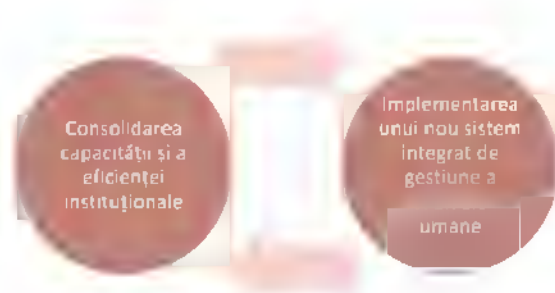 Consolidarea
capacității și a
eficienței
instituționale
Implementarea
unui nou sistem
integrat de
gestiune a
umane